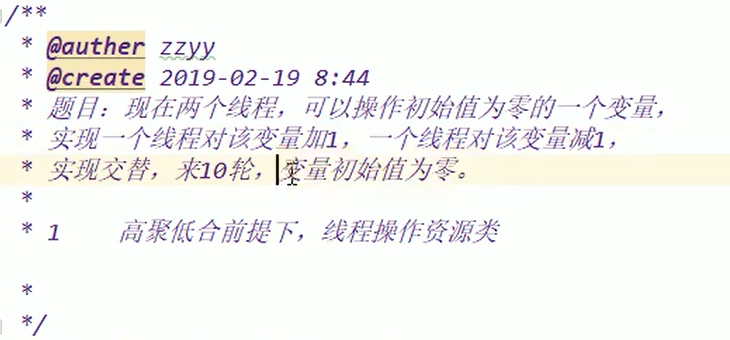 /**
* @auther zzyy
* @create 2019-02-19 8:44
* 题目：现在两个线程，可以操作初始值为零的一个变量，
* 实现一个线程对该变量加1，一个线程对该变量减1，
* 实现交替，来10轮，变量初始值为零。
*
* 1 高聚低合前提下，线程操作资源类
*
*/